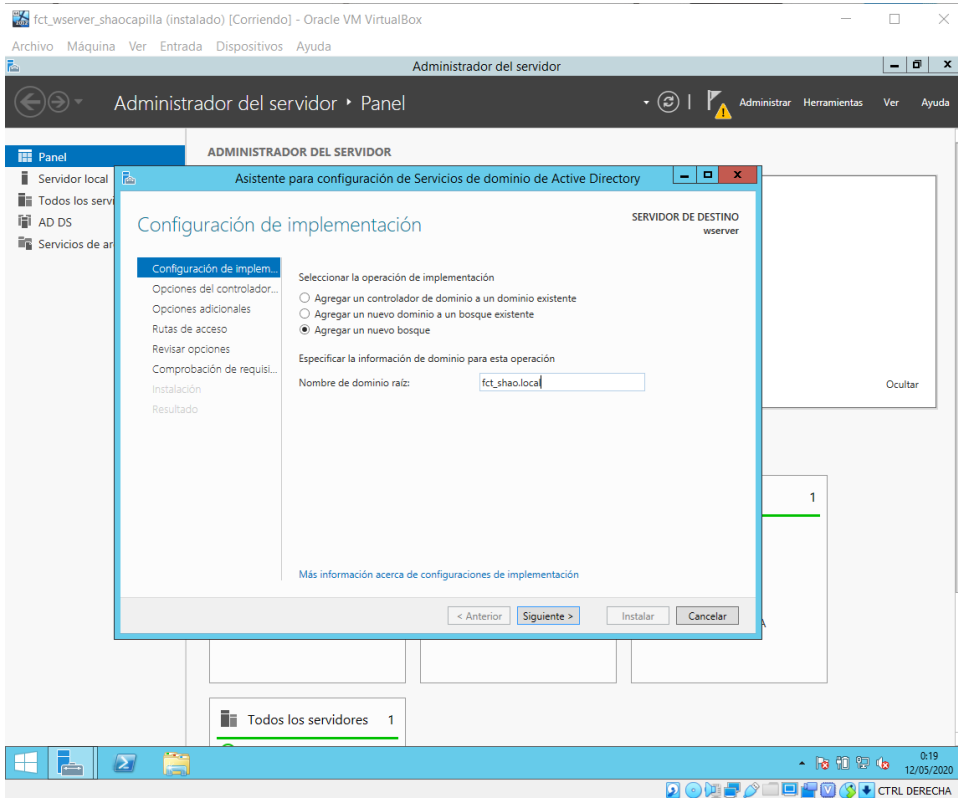 fct_wserver_shaocapilla (instalado) [Corriendo] - Oracle VM VirtualBox
Archivo Máquina Ver Entrada Dispositivos Ayuda
Administrador del servidor
Administrador del servidor ‣ Panel
Administrar Herramientas Ver Ayuda
Panel
Servidor local
Todos los servi
AD DS
Servicios de ar
ADMINISTRADOR DEL SERVIDOR
Asistente para configuración de Servicios de dominio de Active Directory
Configuración de implementación
SERVIDOR DE DESTINO
wserver
Configuración de implem...
Opciones del controlador...
Opciones adicionales
Rutas de acceso
Revisar opciones
Comprobación de requisi...
Instalación
Resultado
Seleccionar la operación de implementación
Agregar un controlador de dominio a un dominio existente
Agregar un nuevo dominio a un bosque existente
Agregar un nuevo bosque
Especificar la información de dominio para esta operación
Nombre de dominio raíz: fct_shao.local
Más información acerca de configuraciones de implementación
< Anterior Siguiente > Instalar Cancelar
Ocultar
1
Todos los servidores 1
0:19
12/05/2020
CTRL DERECHA